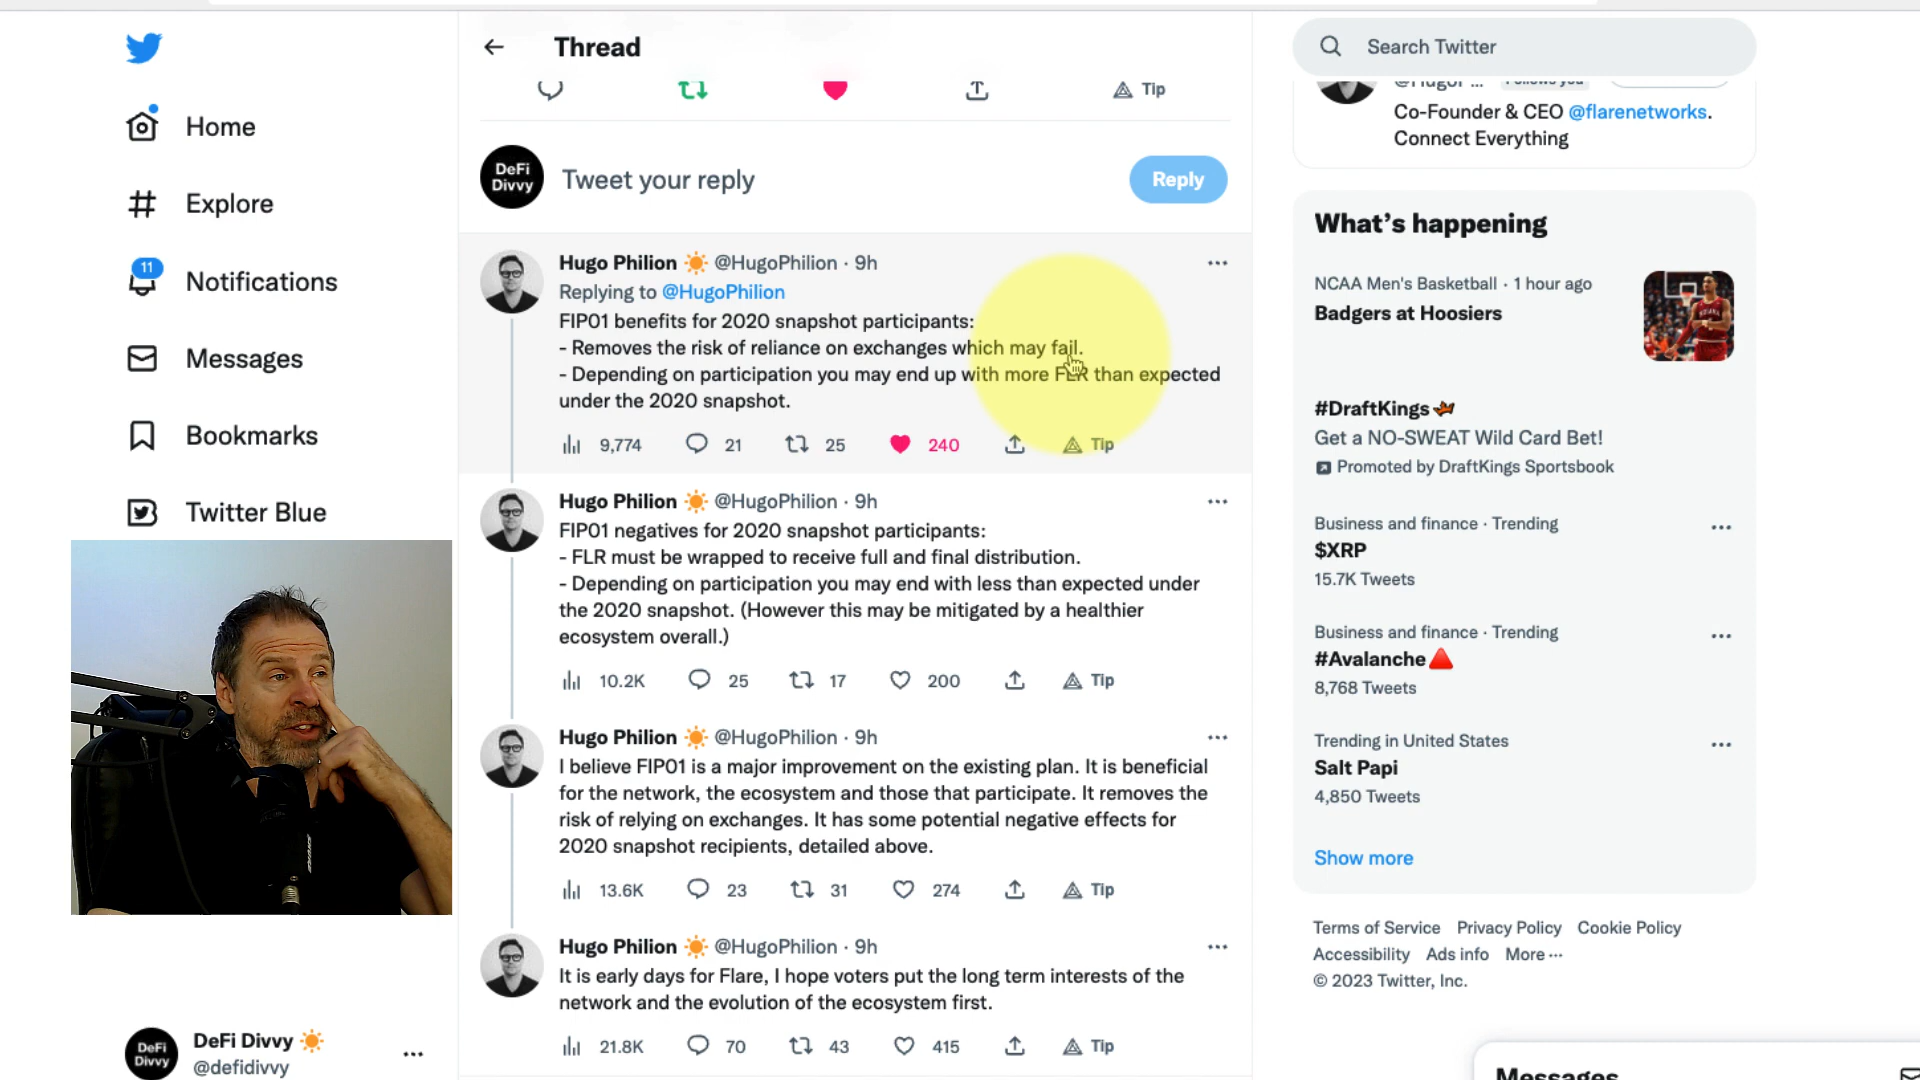 Thread
Search Twitter
Tip
Home
Explore
11
Notifications
Messages
Bookmarks
Twitter Blue
DeFi
Divvy
Tweet your reply
Reply
Hugo Philion @HugoPhilion · 9h
Replying to @HugoPhilion
FIP01 benefits for 2020 snapshot participants:
- Removes the risk of reliance on exchanges which may fail.
- Depending on participation you may end up with more FLR than expected
under the 2020 snapshot.
9,774 21 25 240 Tip
Hugo Philion @HugoPhilion · 9h
FIP01 negatives for 2020 snapshot participants:
- FLR must be wrapped to receive full and final distribution.
- Depending on participation you may end with less than expected under
the 2020 snapshot. (However this may be mitigated by a healthier
ecosystem overall.)
10.2K 25 17 200 Tip
Hugo Philion @HugoPhilion · 9h
I believe FIP01 is a major improvement on the existing plan. It is beneficial
for the network, the ecosystem and those that participate. It removes the
risk of relying on exchanges. It has some potential negative effects for
2020 snapshot recipients, detailed above.
13.6K 23 31 274 Tip
Hugo Philion @HugoPhilion · 9h
It is early days for Flare, I hope voters put the long term interests of the
network and the evolution of the ecosystem first.
21.8K 70 43 415 Tip
DeFi
Divvy
DeFi Divvy
@defidivvy
@HugoP... Follows you
Co-Founder & CEO @flarenetworks.
Connect Everything
What's happening
NCAA Men's Basketball · 1 hour ago
Badgers at Hoosiers
INDIANA
#DraftKings
Get a NO-SWEAT Wild Card Bet!
Promoted by DraftKings Sportsbook
Business and finance · Trending
$XRP
15.7K Tweets
Business and finance · Trending
#Avalanche
8,768 Tweets
Trending in United States
Salt Papi
4,850 Tweets
Show more
Terms of Service Privacy Policy Cookie Policy
Accessibility Ads info More ···
© 2023 Twitter, Inc.
Messages